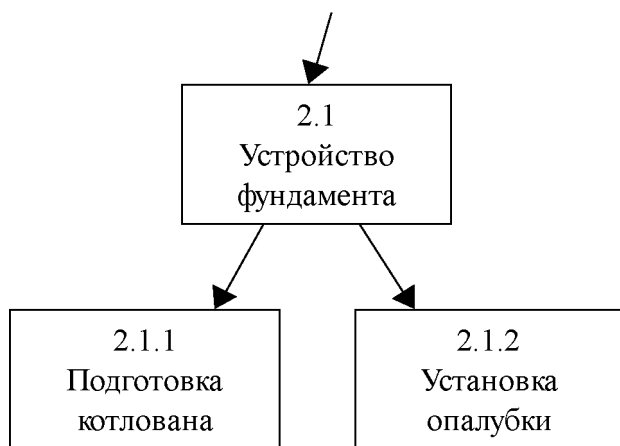 2.1
Устройство
фундамента
2.1.1
Подготовка
котлована
2.1.2
Установка
опалубки